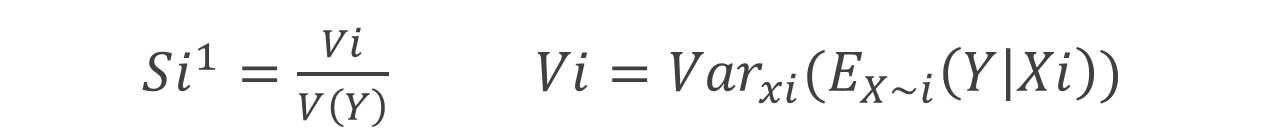 Si¹ = Vi / V(Y)    Vi = Var_xi(E_X~i(Y|Xi))